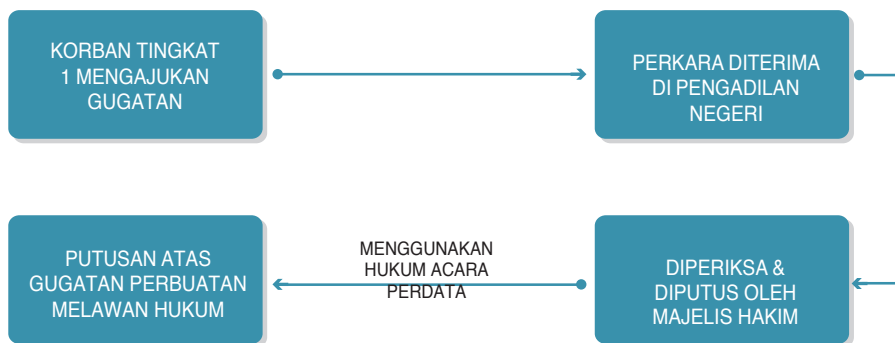 KORBAN TINGKAT
1 MENGAJUKAN
GUGATAN
PERKARA DITERIMA
DI PENGADILAN
NEGERI
PUTUSAN ATAS
GUGATAN PERBUATAN
MELAWAN HUKUM
MENGGUNAKAN
HUKUM ACARA
PERDATA
DIPERIKSA &
DIPUTUS OLEH
MAJELIS HAKIM